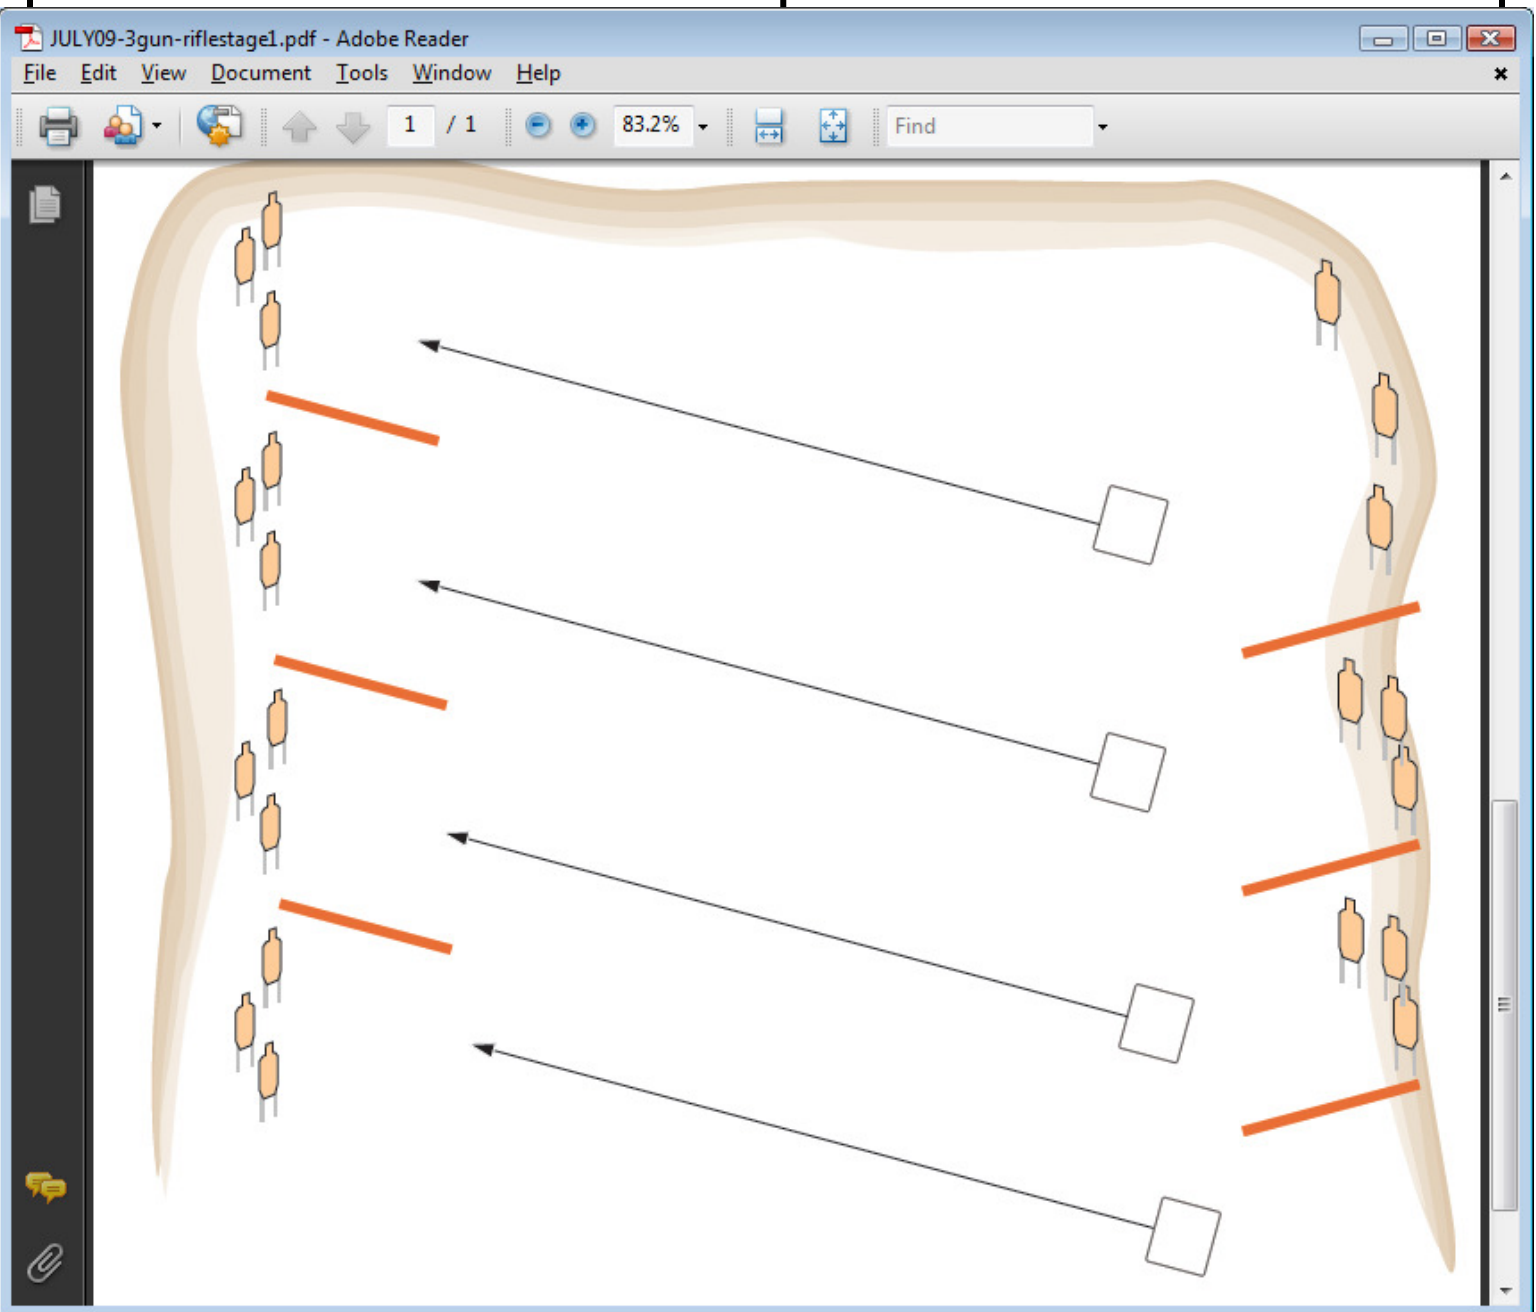 JULY09-3gun-riflestage1.pdf - Adobe Reader
File Edit View Document Tools Window Help
1 / 1 83.2% Find